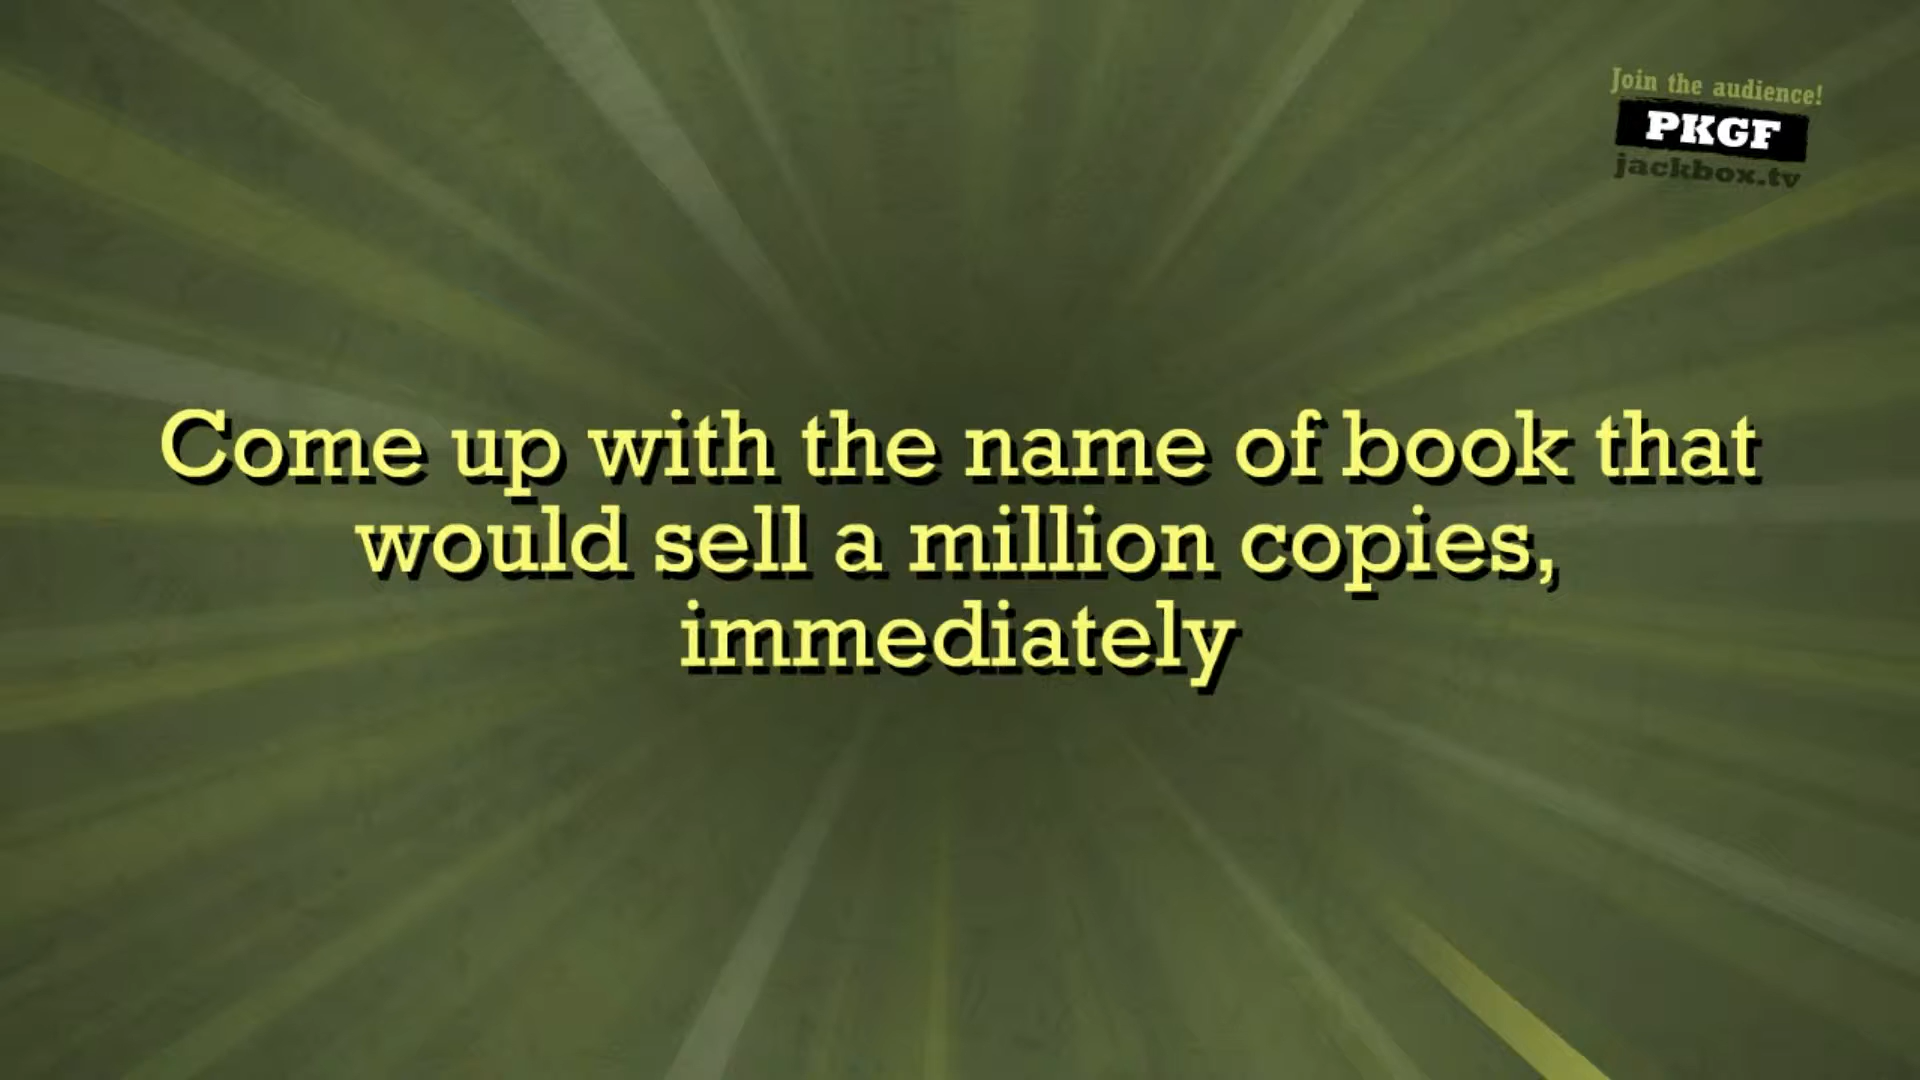 Join the audience!
PKGF
jackbox.tv
Come up with the name of book that
would sell a million copies,
immediately